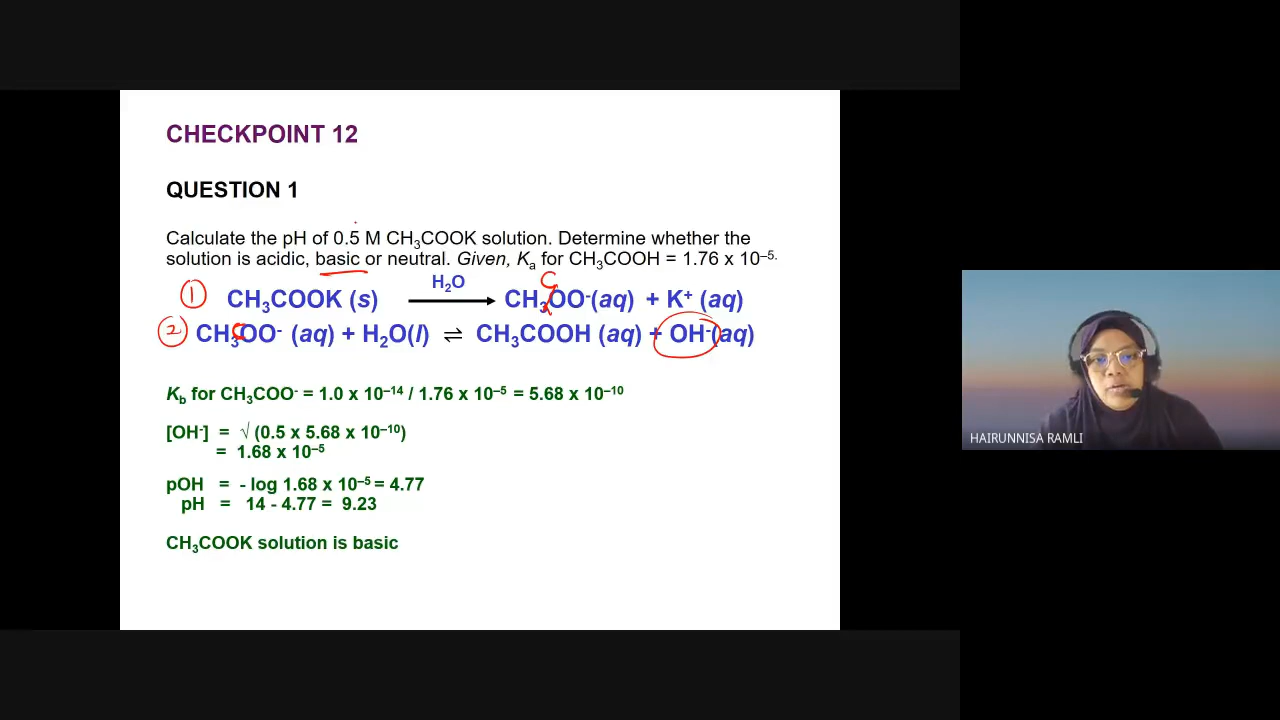 CHECKPOINT 12
QUESTION 1
Calculate the pH of 0.5 M CH₃COOK solution. Determine whether the
solution is acidic, basic or neutral. Given, Kₐ for CH₃COOH = 1.76 x 10⁻⁵.
① CH₃COOK (s) H₂O → CH₃COO⁻(aq) + K⁺ (aq)
② CH₃COO⁻ (aq) + H₂O(l) ⇌ CH₃COOH (aq) + OH⁻(aq)
K_b for CH₃COO⁻ = 1.0 x 10⁻¹⁴ / 1.76 x 10⁻⁵ = 5.68 x 10⁻¹⁰
[OH⁻] = √ (0.5 x 5.68 x 10⁻¹⁰)
= 1.68 x 10⁻⁵
pOH = - log 1.68 x 10⁻⁵ = 4.77
pH = 14 - 4.77 = 9.23
CH₃COOK solution is basic
HAIRUNNISA RAMLI